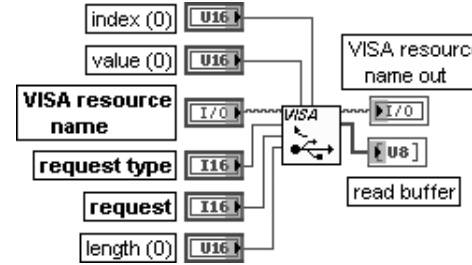 index (0)
U16
value (0)
U16
VISA resource
name
I/O
request type
I16
request
I16
length (0)
U16
VISA
VISA resource
name out
I/O
U8
read buffer